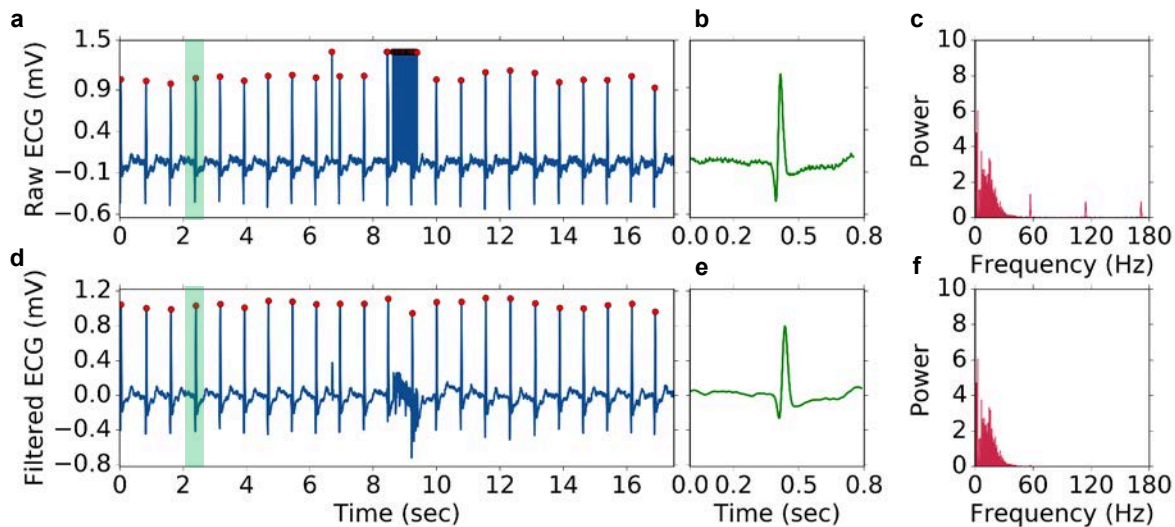 a
b
c
Raw ECG (mV)
1.5
0.9
0.4
−0.1
−0.6
0 2 4 6 8 10 12 14 16
0.0 0.2 0.5 0.8
Power
10
8
6
4
2
0
0 60 120 180
Frequency (Hz)
d
e
f
Filtered ECG (mV)
1.2
0.8
0.4
0.0
−0.4
−0.8
0 2 4 6 8 10 12 14 16
Time (sec)
0.0 0.2 0.5 0.8
Time (sec)
Power
10
8
6
4
2
0
0 60 120 180
Frequency (Hz)